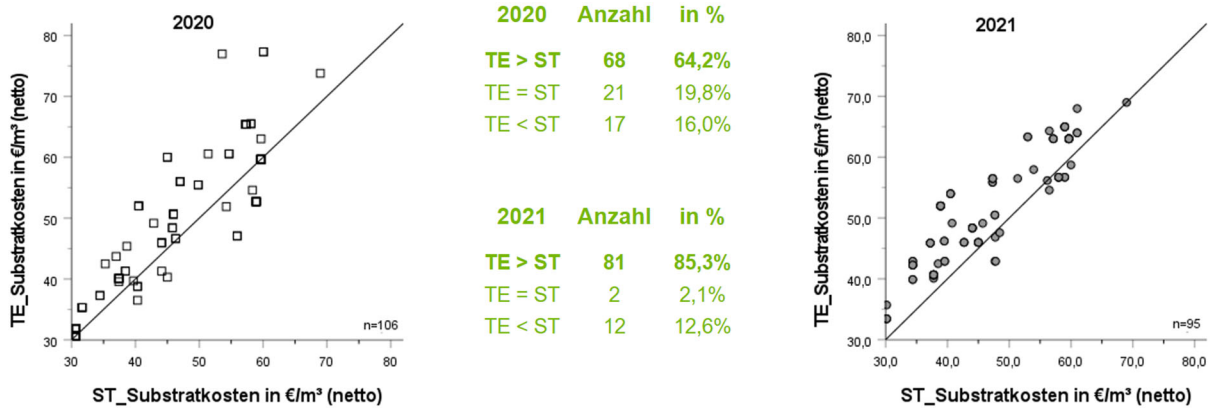 2020
80
70
60
50
40
30
30 40 50 60 70 80
TE_Substratkosten in €/m³ (netto)
ST_Substratkosten in €/m³ (netto)
n=106
2020 Anzahl in %
TE > ST 68 64,2%
TE = ST 21 19,8%
TE < ST 17 16,0%
2021 Anzahl in %
TE > ST 81 85,3%
TE = ST 2 2,1%
TE < ST 12 12,6%
2021
80,0
70,0
60,0
50,0
40,0
30,0
30,0 40,0 50,0 60,0 70,0 80,0
TE_Substratkosten in €/m³ (netto)
ST_Substratkosten in €/m³ (netto)
n=95